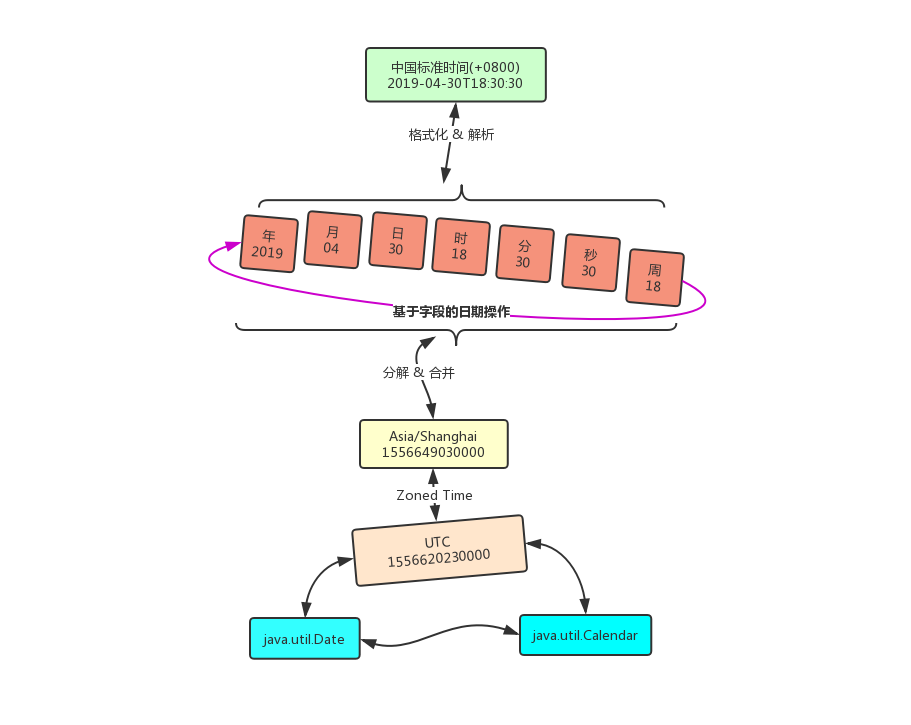 中国标准时间(+0800)
2019-04-30T18:30:30
格式化 & 解析
年
2019
月
04
日
30
时
18
分
30
秒
30
周
18
基于字段的日期操作
分解 & 合并
Asia/Shanghai
1556649030000
Zoned Time
UTC
1556620230000
java.util.Date
java.util.Calendar